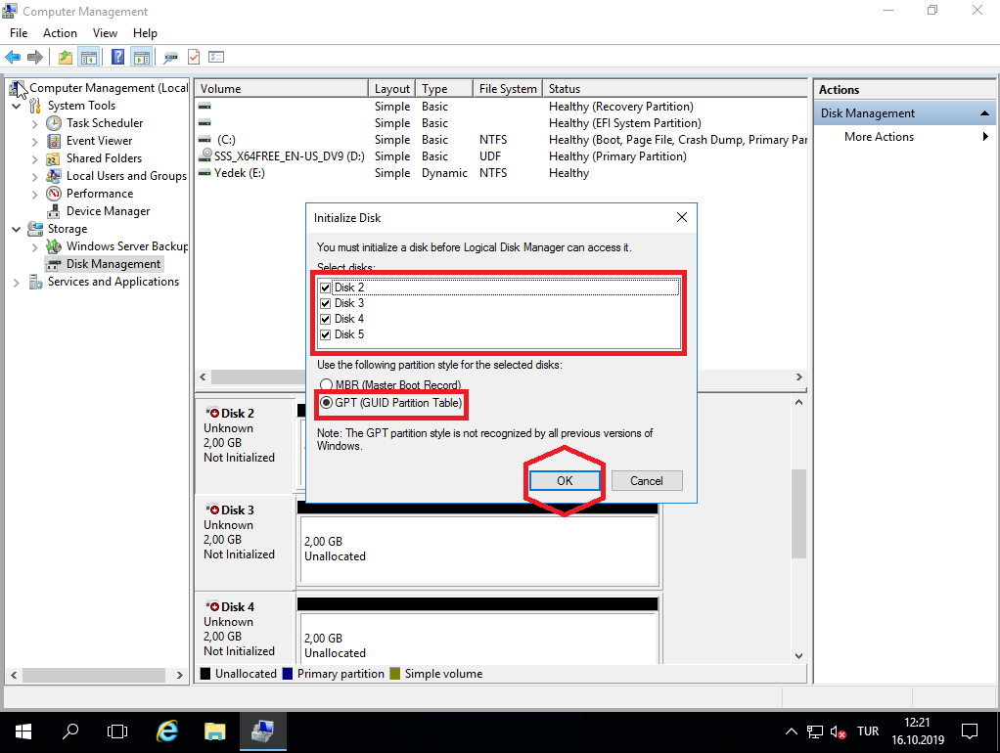 Computer Management
File Action View Help
Computer Management (Local
System Tools
Task Scheduler
Event Viewer
Shared Folders
Local Users and Groups
Performance
Device Manager
Storage
Windows Server Backup
Disk Management
Services and Applications
Volume Layout Type File System Status
Simple Basic Healthy (Recovery Partition)
Simple Basic Healthy (EFI System Partition)
(C:) Simple Basic NTFS Healthy (Boot, Page File, Crash Dump, Primary Par
SSS_X64FREE_EN-US_DV9 (D:) Simple Basic UDF Healthy (Primary Partition)
Yedek (E:) Simple Dynamic NTFS Healthy
Actions
Disk Management
More Actions
Initialize Disk
You must initialize a disk before Logical Disk Manager can access it.
Select disks:
Disk 2
Disk 3
Disk 4
Disk 5
Use the following partition style for the selected disks:
MBR (Master Boot Record)
GPT (GUID Partition Table)
Note: The GPT partition style is not recognized by all previous versions of
Windows.
OK Cancel
Disk 2
Unknown
2,00 GB
Not Initialized
Disk 3
Unknown
2,00 GB
Not Initialized
2,00 GB
Unallocated
Disk 4
Unknown
2,00 GB
Not Initialized
2,00 GB
Unallocated
Unallocated Primary partition Simple volume
TUR
12:21
16.10.2019